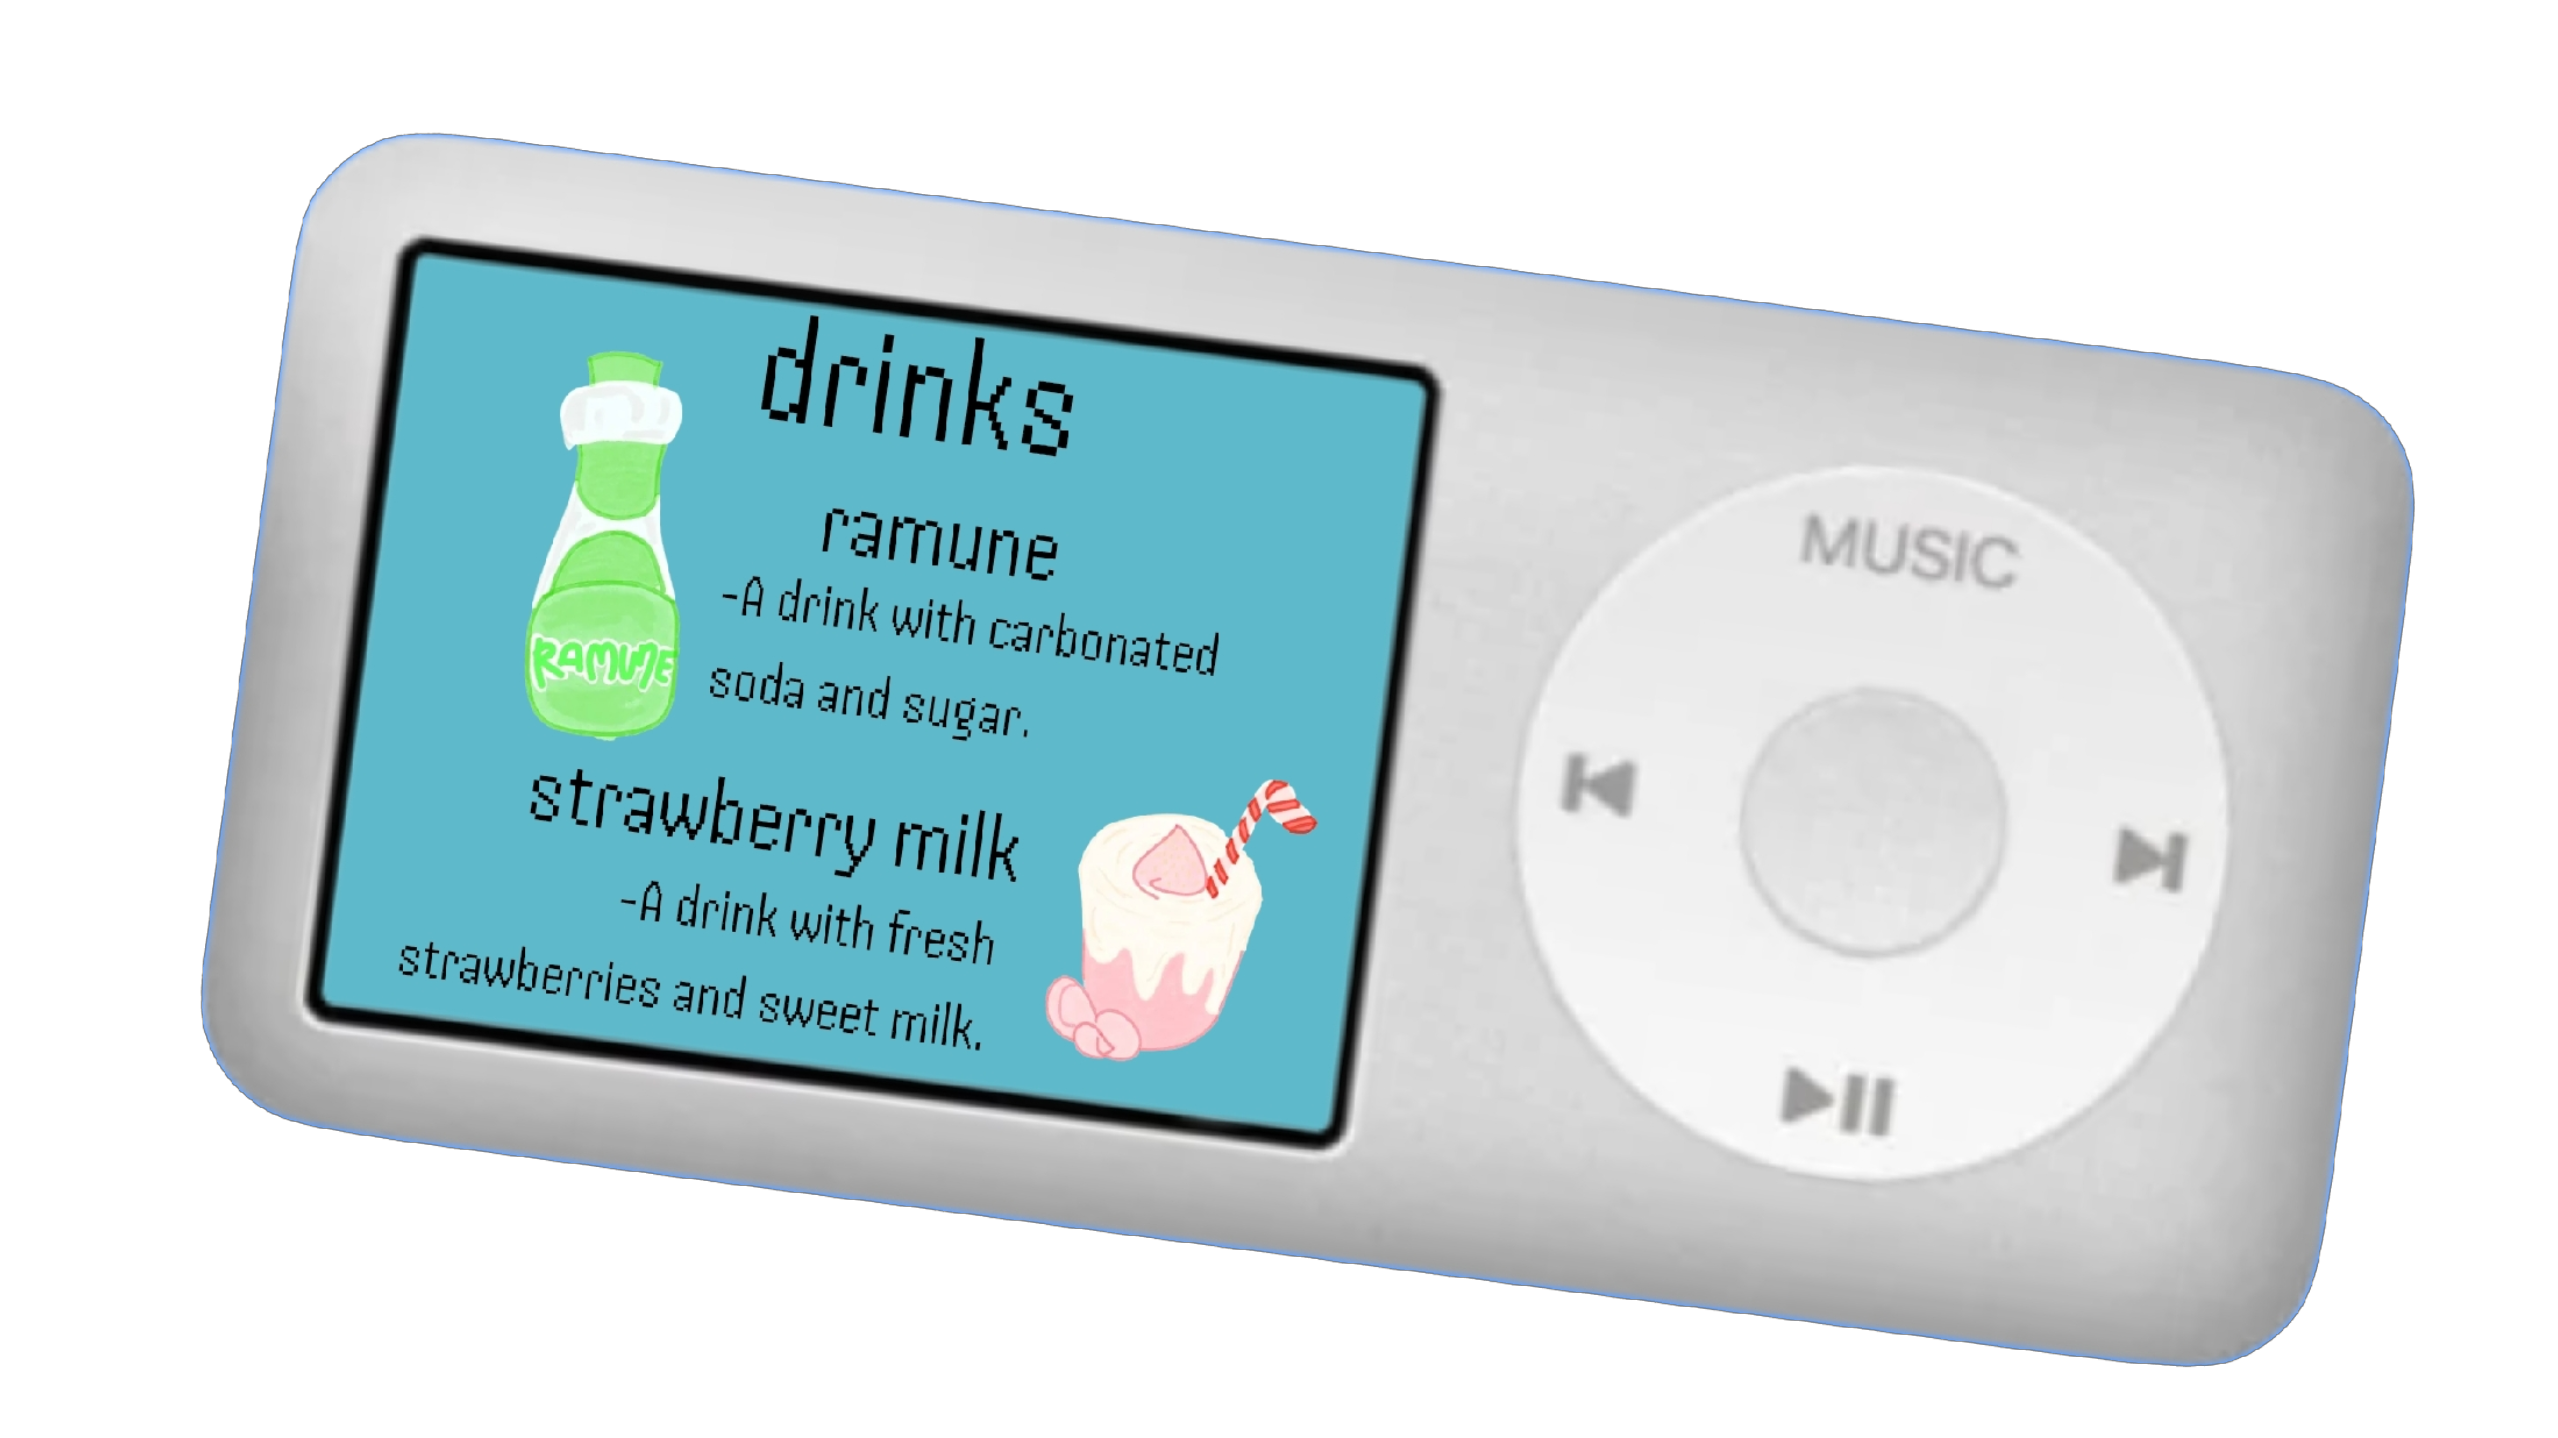 drinks
ramune
-A drink with carbonated
soda and sugar.
RAMUNE
strawberry milk
-A drink with fresh
strawberries and sweet milk.
MUSIC